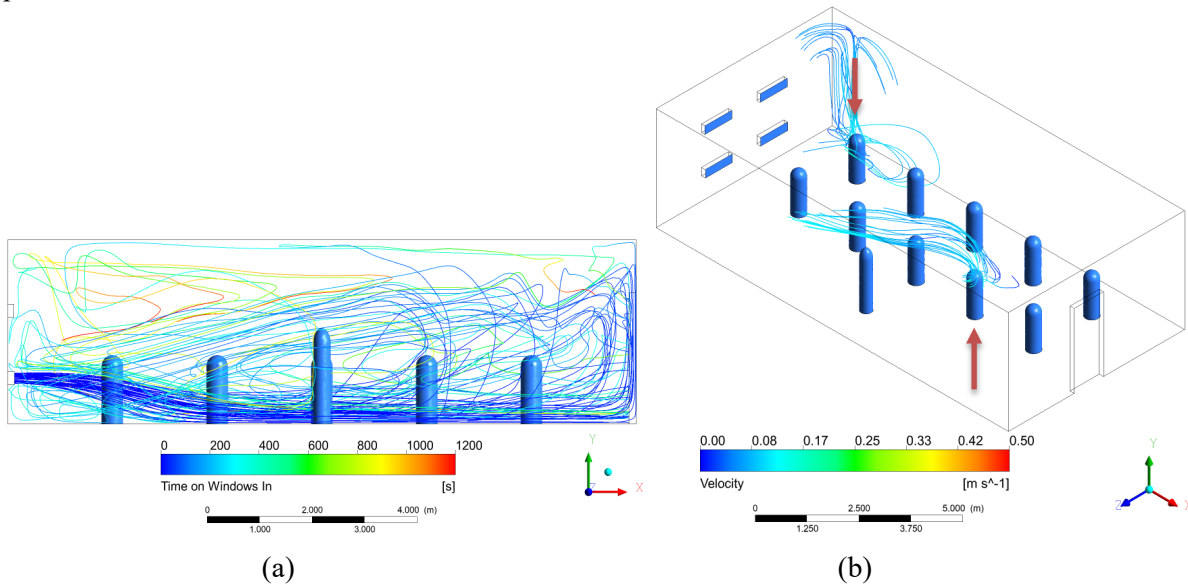 0 200 400 600 800 1000 1200
Time on Windows In [s]
0 2.000 4.000 (m)
1.000 3.000
Y
Z X
(a)
0.00 0.08 0.17 0.25 0.33 0.42 0.50
Velocity [m s^-1]
0 2.500 5.000 (m)
1.250 3.750
Y
Z X
(b)